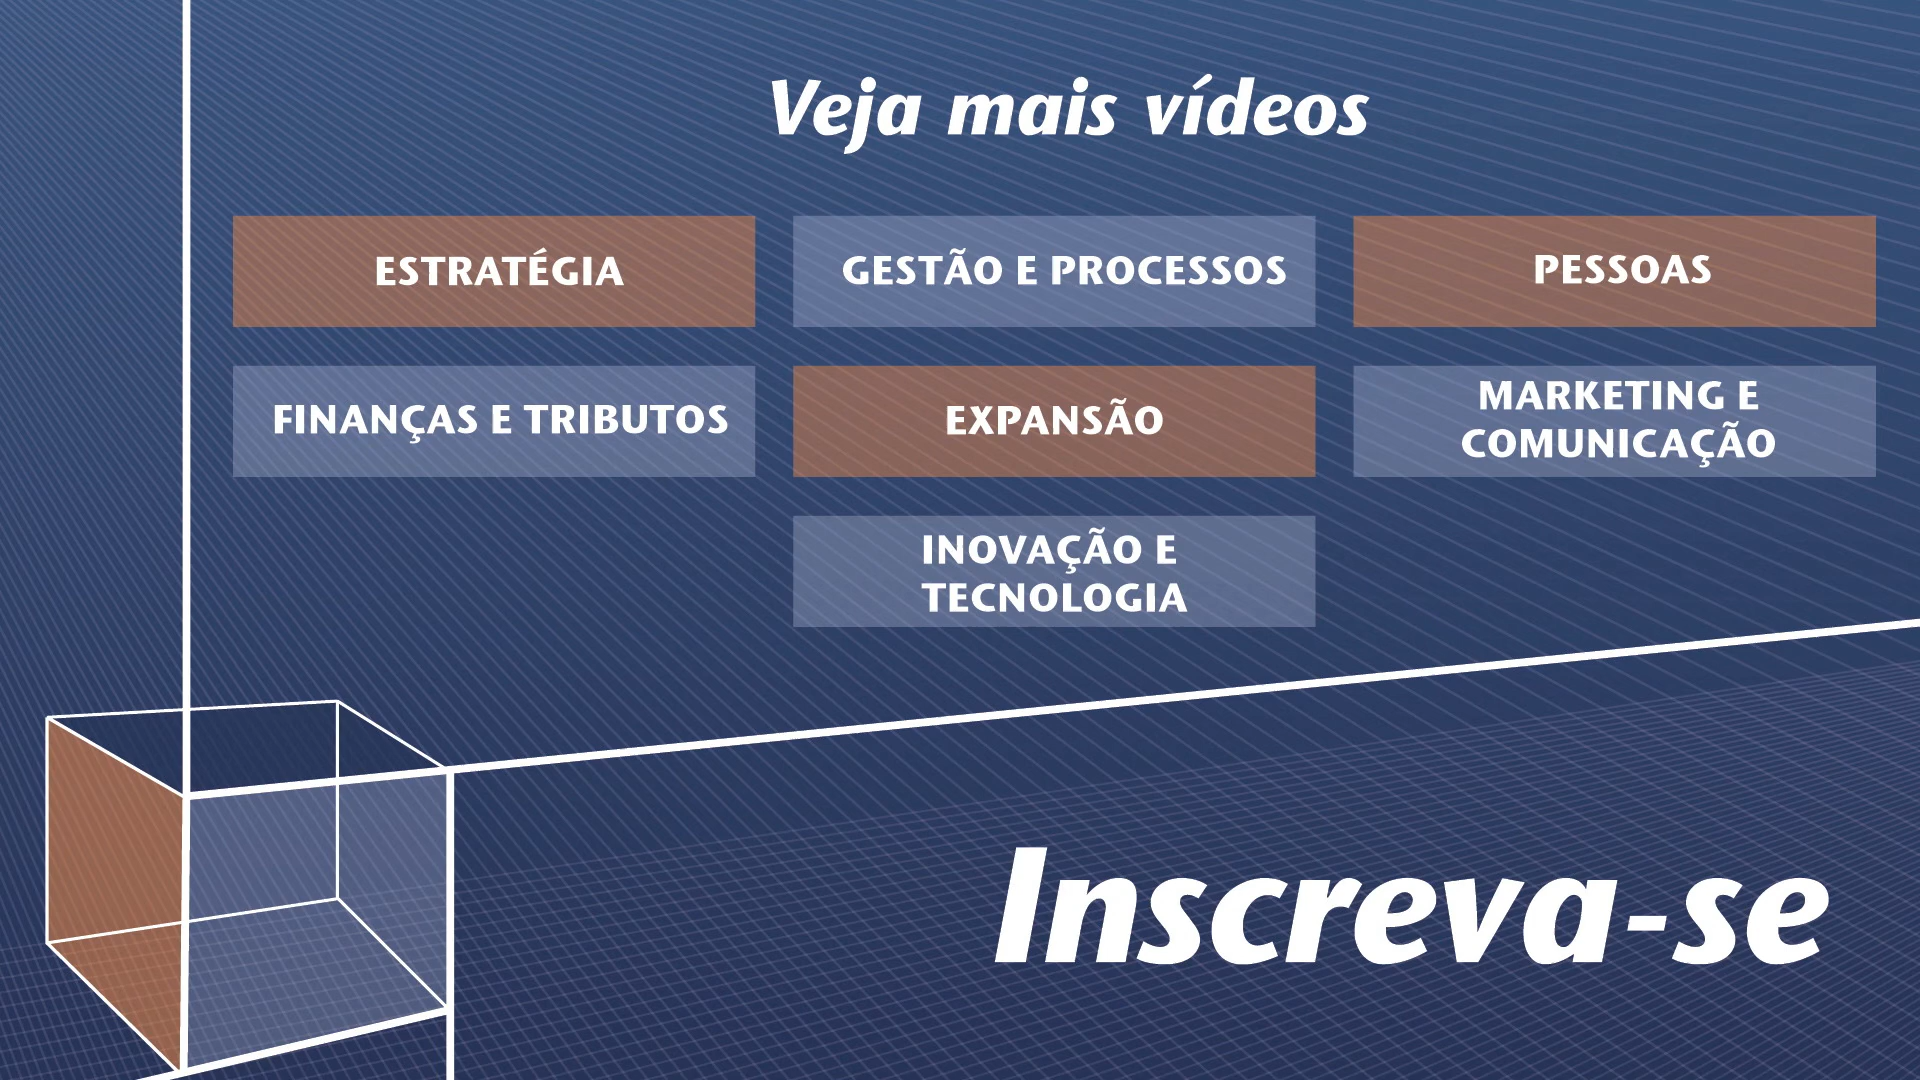 Veja mais vídeos
ESTRATÉGIA
GESTÃO E PROCESSOS
PESSOAS
FINANÇAS E TRIBUTOS
EXPANSÃO
MARKETING E
COMUNICAÇÃO
INOVAÇÃO E
TECNOLOGIA
Inscreva-se